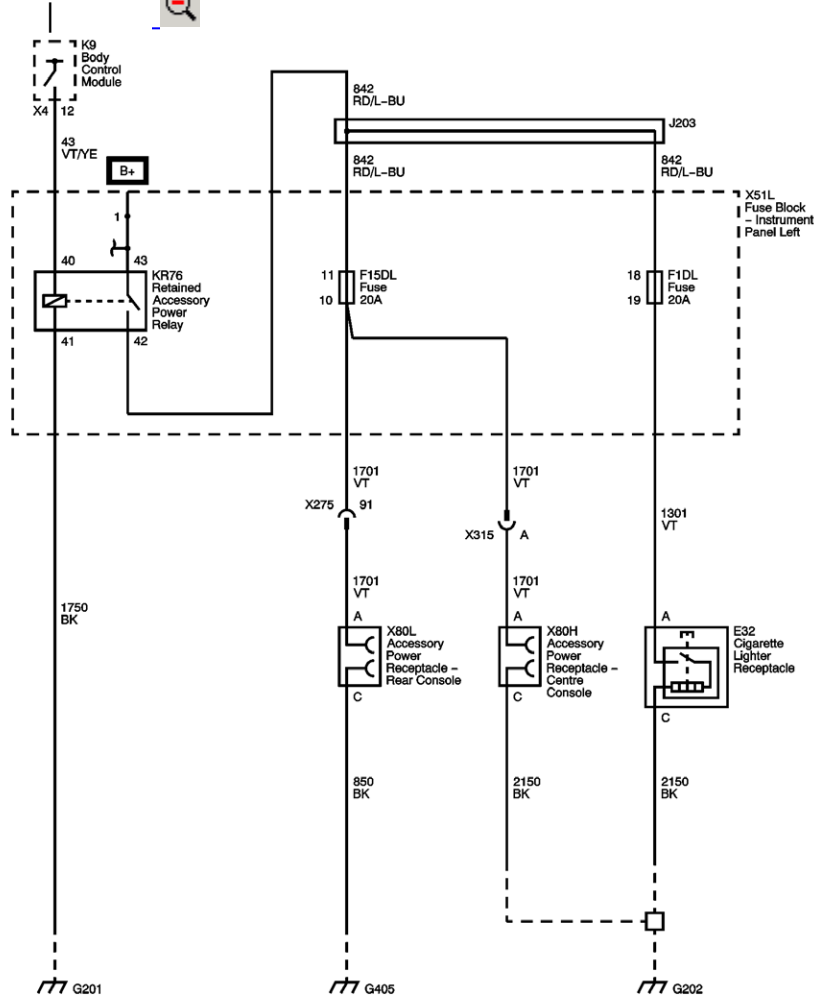 K9
Body
Control
Module
X4 12
43
VT/YE
B+
842
RD/L-BU
J203
842
RD/L-BU
842
RD/L-BU
X51L
Fuse Block
– Instrument
Panel Left
1
40
43
KR76
Retained
Accessory
Power
Relay
41
42
11
10
F15DL
Fuse
20A
18
19
F1DL
Fuse
20A
1701
VT
1701
VT
X275
91
X315
A
1301
VT
1750
BK
1701
VT
1701
VT
A
X80L
Accessory
Power
Receptacle –
Rear Console
C
A
X80H
Accessory
Power
Receptacle –
Centre
Console
C
A
E32
Cigarette
Lighter
Receptacle
C
850
BK
2150
BK
2150
BK
G201
G405
G202